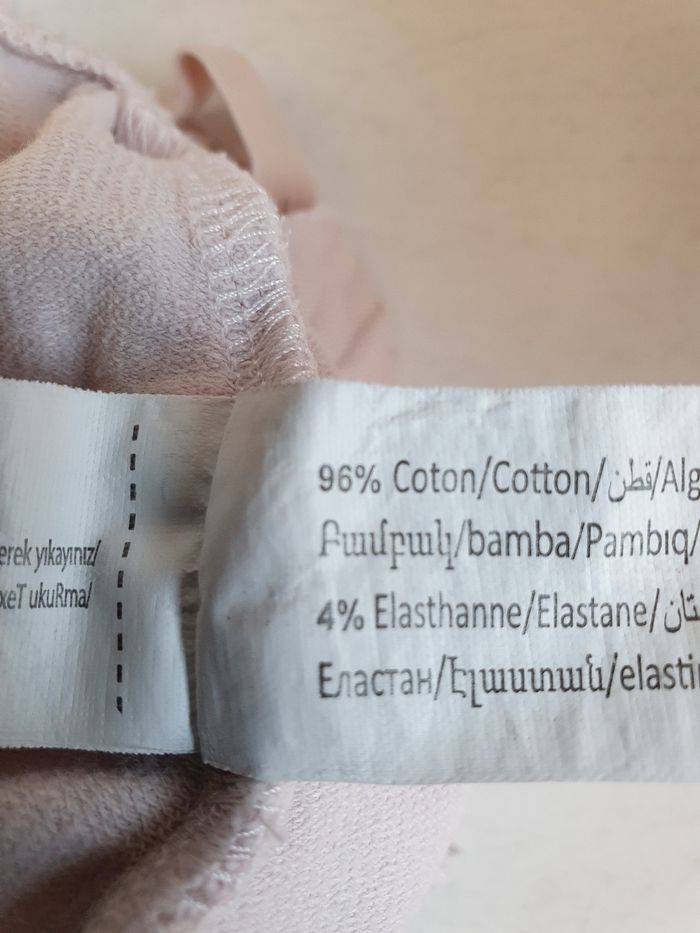 erek yıkayınız/
xeT ukuRma/
96% Coton/Cotton/قطن/Alg
Բամբակ/bamba/Pambıq/
4% Elasthanne/Elastane/
Еластан/Էլաստան/elasti